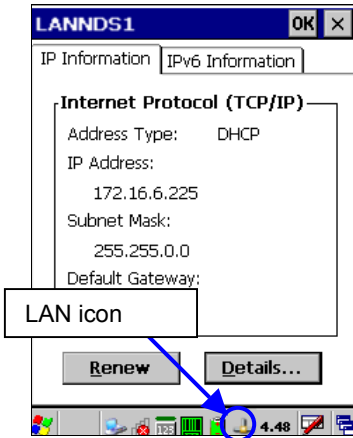 LANNDS1 OK ×
IP Information IPv6 Information
Internet Protocol (TCP/IP)
Address Type: DHCP
IP Address:
172.16.6.225
Subnet Mask:
255.255.0.0
Default Gateway:
LAN icon
Renew Details...
123 4.48